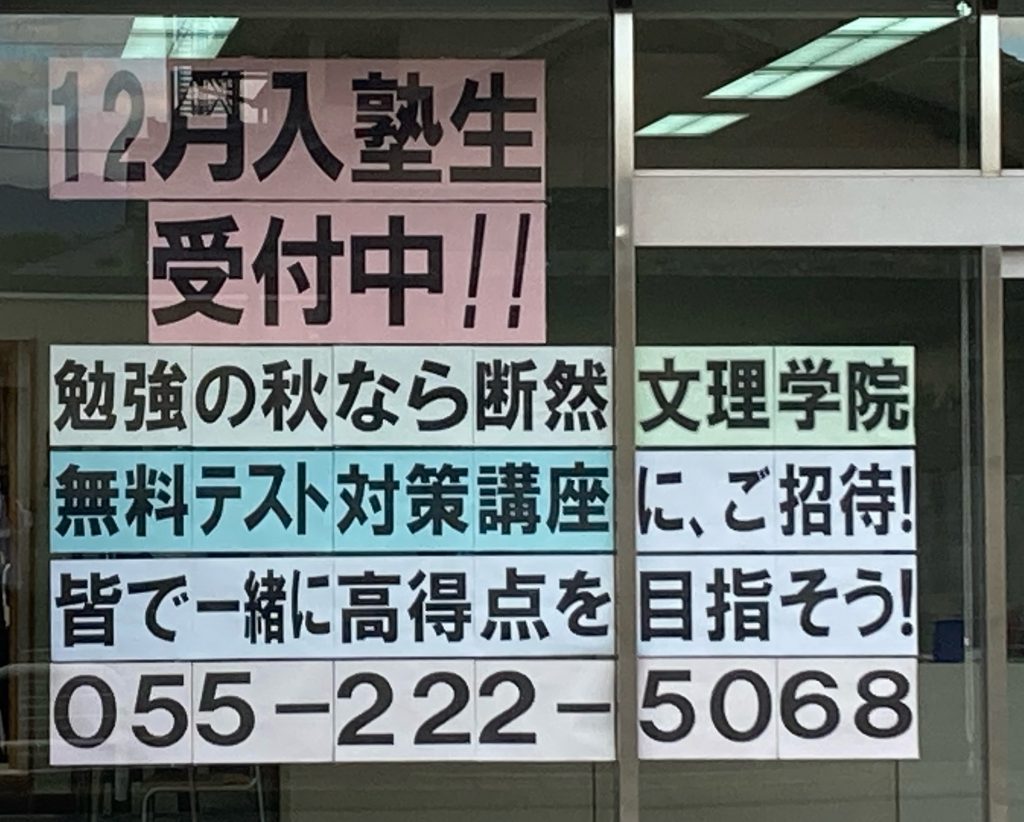 12月入塾生
受付中!!
勉強の秋なら断然文理学院
無料テスト対策講座に、ご招待!
皆で一緒に高得点を目指そう!
055-222-5068